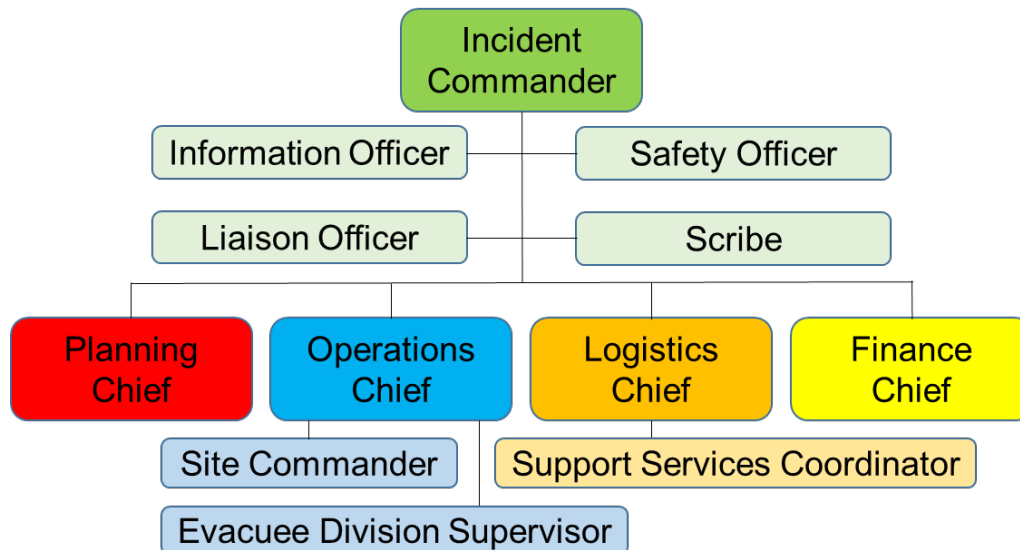 Incident
Commander
Information Officer
Safety Officer
Liaison Officer
Scribe
Planning
Chief
Operations
Chief
Logistics
Chief
Finance
Chief
Site Commander
Support Services Coordinator
Evacuee Division Supervisor